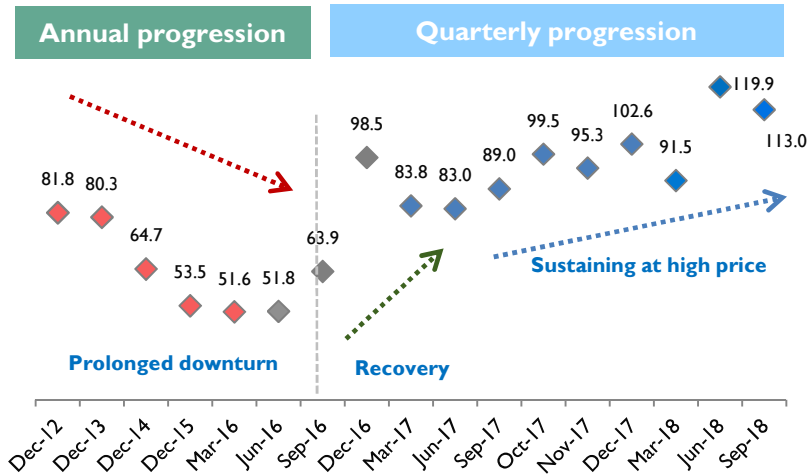 Annual progression
Quarterly progression
81.8
80.3
64.7
53.5
51.6
51.8
63.9
98.5
83.8
83.0
89.0
99.5
95.3
102.6
91.5
119.9
113.0
Sustaining at high price
Prolonged downturn
Recovery
Dec-12
Dec-13
Dec-14
Dec-15
Mar-16
Jun-16
Sep-16
Dec-16
Mar-17
Jun-17
Sep-17
Oct-17
Nov-17
Dec-17
Mar-18
Jun-18
Sep-18